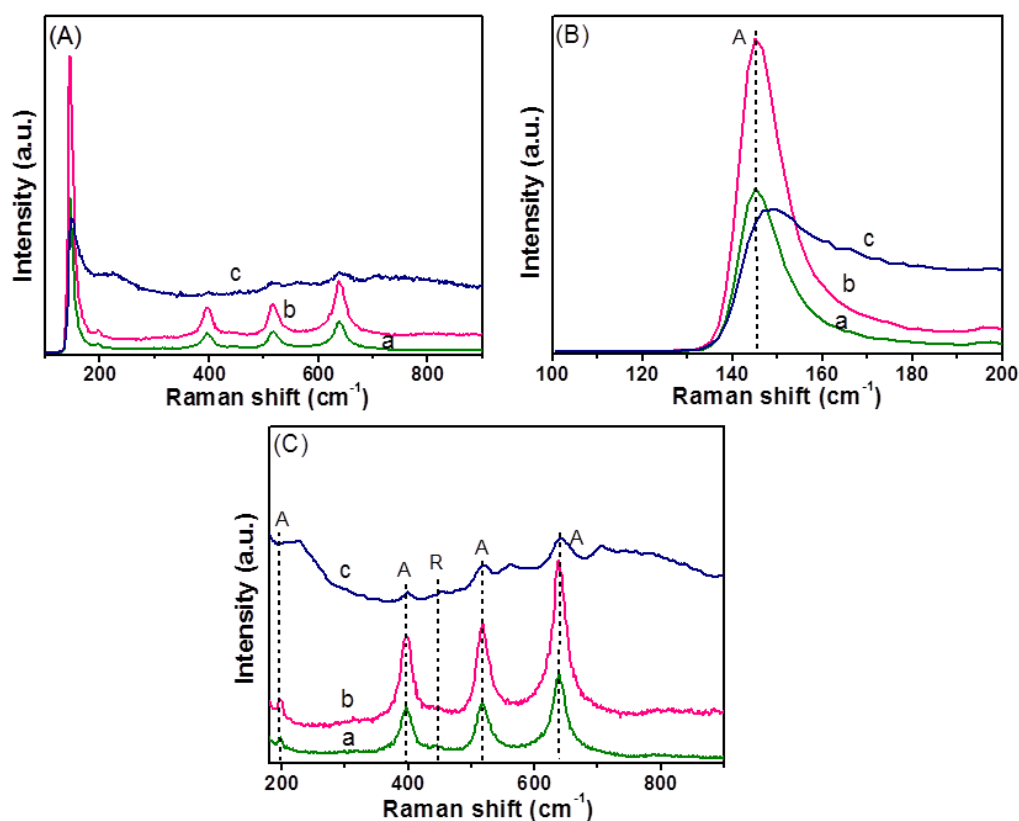 (A)
Intensity (a.u.)
c
b
a
200 400 600 800
Raman shift (cm⁻¹)
(B)
A
Intensity (a.u.)
c
b
a
100 120 140 160 180 200
Raman shift (cm⁻¹)
(C)
Intensity (a.u.)
A
A
R
A
A
c
b
a
200 400 600 800
Raman shift (cm⁻¹)